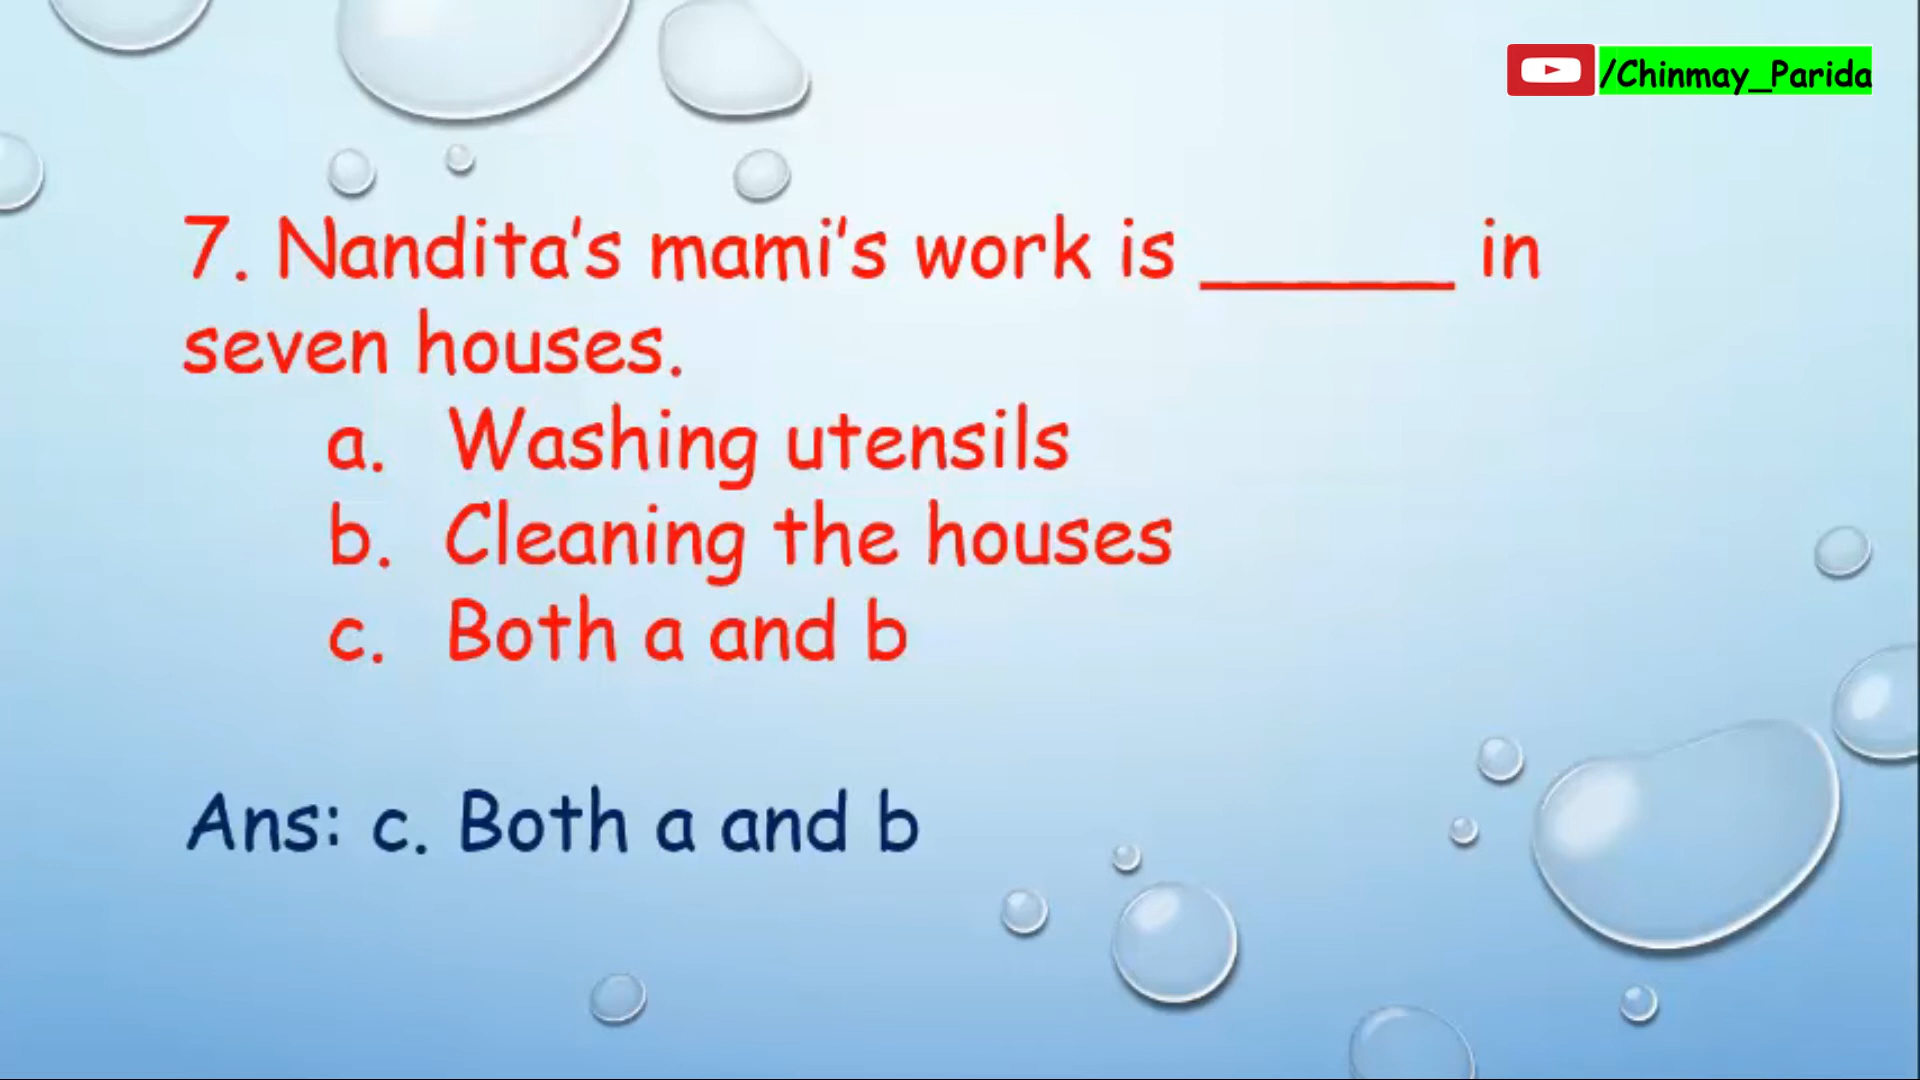 /Chinmay_Parida
7. Nandita's mami's work is _______ in
seven houses.
a. Washing utensils
b. Cleaning the houses
c. Both a and b
Ans: c. Both a and b